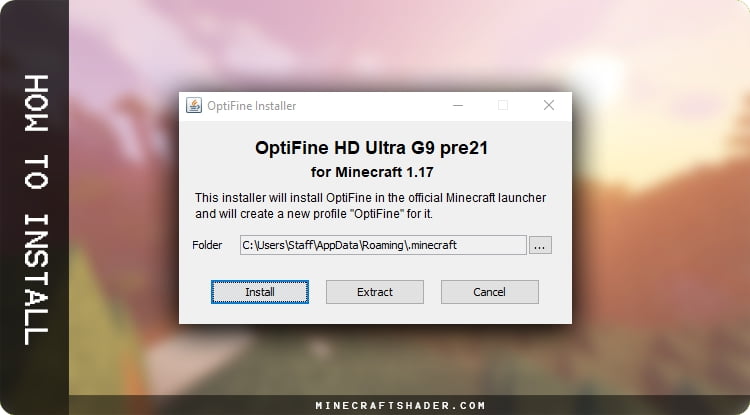 HOW TO INSTALL
OptiFine Installer
OptiFine HD Ultra G9 pre21
for Minecraft 1.17
This installer will install OptiFine in the official Minecraft launcher
and will create a new profile "OptiFine" for it.
Folder C:\Users\Staff\AppData\Roaming\.minecraft ...
Install Extract Cancel
MINECRAFTSHADER.COM